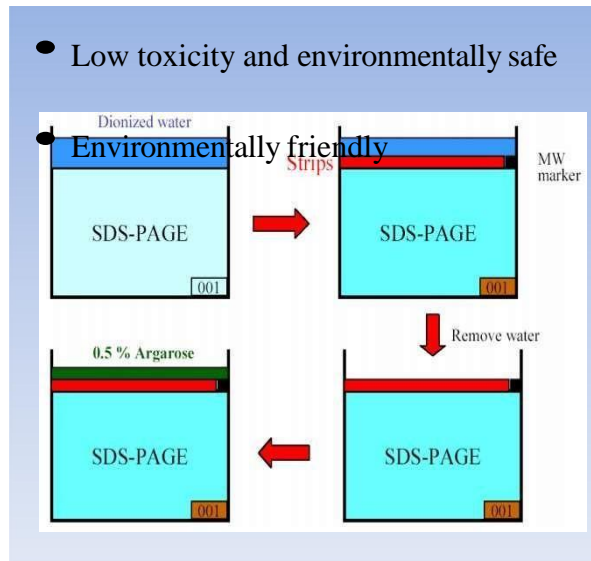 • Low toxicity and environmentally safe
Dionized water
• Environmentally friendly
Strips
MW
marker
SDS-PAGE
001
SDS-PAGE
001
Remove water
0.5 % Argarose
SDS-PAGE
001
SDS-PAGE
001